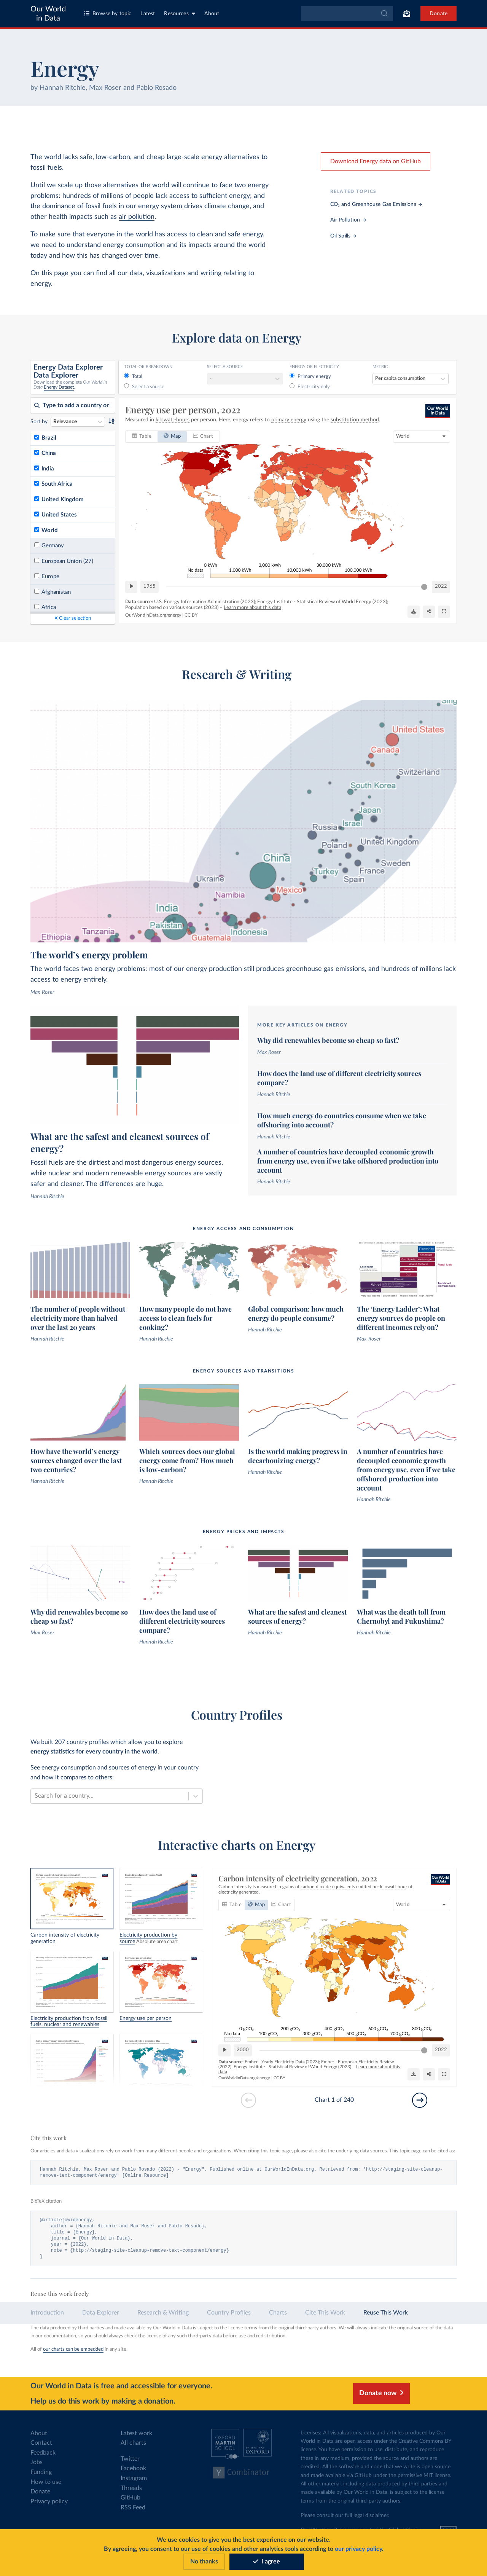 Our World
in Data
Browse by topic
Latest
Resources
About
Donate
Energy
by Hannah Ritchie, Max Roser and Pablo Rosado
The world lacks safe, low-carbon, and cheap large-scale energy alternatives to
fossil fuels.
Until we scale up those alternatives the world will continue to face two energy
problems: hundreds of millions of people lack access to sufficient energy; and
the dominance of fossil fuels in our energy system drives climate change, and
other health impacts such as air pollution.
To make sure that everyone in the world has access to clean and safe energy,
we need to understand energy consumption and its impacts around the world
today and how this has changed over time.
On this page you can find all our data, visualizations and writing relating to
energy.
Download Energy data on GitHub
RELATED TOPICS
CO₂ and Greenhouse Gas Emissions →
Air Pollution →
Oil Spills →
Explore data on Energy
Energy Data Explorer
Data Explorer
Download the complete Our World in
Data Energy Dataset.
Type to add a country or
Sort by
Relevance
Brazil
China
India
South Africa
United Kingdom
United States
World
Germany
European Union (27)
Europe
Afghanistan
Africa
× Clear selection
TOTAL OR BREAKDOWN
Total
Select a source
SELECT A SOURCE
ENERGY OR ELECTRICITY
Primary energy
Electricity only
METRIC
Per capita consumption
Energy use per person, 2022
Measured in kilowatt-hours per person. Here, energy refers to primary energy using the substitution method.
Our World
in Data
Table
Map
Chart
World
No data
0 kWh
1,000 kWh
3,000 kWh
10,000 kWh
30,000 kWh
100,000 kWh
1965
2022
Data source: U.S. Energy Information Administration (2023); Energy Institute - Statistical Review of World Energy (2023);
Population based on various sources (2023) – Learn more about this data
OurWorldInData.org/energy | CC BY
Research & Writing
Sing
United States
Canada
Switzerland
South Korea
Japan
Israel
Russia
Poland
United Kingdom
China
France
Sweden
Turkey
Spain
Ukraine
Mexico
Namibia
India
Pakistan
Tanzania
Ethiopia
Indonesia
Guatemala
The world's energy problem
The world faces two energy problems: most of our energy production still produces greenhouse gas emissions, and hundreds of millions lack
access to energy entirely.
Max Roser
What are the safest and cleanest sources of
energy?
Fossil fuels are the dirtiest and most dangerous energy sources,
while nuclear and modern renewable energy sources are vastly
safer and cleaner. The differences are huge.
Hannah Ritchie
MORE KEY ARTICLES ON ENERGY
Why did renewables become so cheap so fast?
Max Roser
How does the land use of different electricity sources
compare?
Hannah Ritchie
How much energy do countries consume when we take
offshoring into account?
Hannah Ritchie
A number of countries have decoupled economic growth
from energy use, even if we take offshored production into
account
Hannah Ritchie
ENERGY ACCESS AND CONSUMPTION
The number of people without
electricity more than halved
over the last 20 years
Hannah Ritchie
How many people do not have
access to clean fuels for
cooking?
Hannah Ritchie
Global comparison: how much
energy do people consume?
Hannah Ritchie
The 'Energy Ladder': What
energy sources do people on
different incomes rely on?
Max Roser
ENERGY SOURCES AND TRANSITIONS
How have the world's energy
sources changed over the last
two centuries?
Hannah Ritchie
Which sources does our global
energy come from? How much
is low-carbon?
Hannah Ritchie
Is the world making progress in
decarbonizing energy?
Hannah Ritchie
A number of countries have
decoupled economic growth
from energy use, even if we take
offshored production into
account
Hannah Ritchie
ENERGY PRICES AND IMPACTS
Why did renewables become so
cheap so fast?
Max Roser
How does the land use of
different electricity sources
compare?
Hannah Ritchie
What are the safest and cleanest
sources of energy?
Hannah Ritchie
What was the death toll from
Chernobyl and Fukushima?
Hannah Ritchie
Country Profiles
We built 207 country profiles which allow you to explore
energy statistics for every country in the world.
See energy consumption and sources of energy in your country
and how it compares to others:
Search for a country...
Interactive charts on Energy
Carbon intensity of electricity
generation
Electricity production by
source Absolute area chart
Electricity production from fossil
fuels, nuclear and renewables
Energy use per person
Carbon intensity of electricity generation, 2022
Carbon intensity is measured in grams of carbon dioxide-equivalents emitted per kilowatt-hour of
electricity generated.
Our World
in Data
Table
Map
Chart
World
No data
0 gCO₂
100 gCO₂
200 gCO₂
300 gCO₂
400 gCO₂
500 gCO₂
600 gCO₂
700 gCO₂
800 gCO₂
2000
2022
Data source: Ember - Yearly Electricity Data (2023); Ember - European Electricity Review
(2022); Energy Institute - Statistical Review of World Energy (2023) – Learn more about this
data
OurWorldInData.org/energy | CC BY
Chart 1 of 240
Cite this work
Our articles and data visualizations rely on work from many different people and organizations. When citing this topic page, please also cite the underlying data sources. This topic page can be cited as:
Hannah Ritchie, Max Roser and Pablo Rosado (2022) - "Energy". Published online at OurWorldInData.org. Retrieved from: 'http://staging-site-cleanup-
remove-text-component/energy' [Online Resource]
BibTeX citation
@article{owidenergy,
author = {Hannah Ritchie and Max Roser and Pablo Rosado},
title = {Energy},
journal = {Our World in Data},
year = {2022},
note = {http://staging-site-cleanup-remove-text-component/energy}
}
Reuse this work freely
Introduction
Data Explorer
Research & Writing
Country Profiles
Charts
Cite This Work
Reuse This Work
The data produced by third parties and made available by Our World in Data is subject to the license terms from the original third-party authors. We will always indicate the original source of the data
in our documentation, so you should always check the license of any such third-party data before use and redistribution.
All of our charts can be embedded in any site.
Our World in Data is free and accessible for everyone.
Help us do this work by making a donation.
Donate now
About
Contact
Feedback
Jobs
Funding
How to use
Donate
Privacy policy
Latest work
All charts
Twitter
Facebook
Instagram
Threads
GitHub
RSS Feed
OXFORD
MARTIN
SCHOOL
UNIVERSITY OF
OXFORD
Y Combinator
Licenses: All visualizations, data, and articles produced by Our
World in Data are open access under the Creative Commons BY
license. You have permission to use, distribute, and reproduce
these in any medium, provided the source and authors are
credited. All the software and code that we write is open source
and made available via GitHub under the permissive MIT license.
All other material, including data produced by third parties and
made available by Our World in Data, is subject to the license
terms from the original third-party authors.
Please consult our full legal disclaimer.
We use cookies to give you the best experience on our website.
By agreeing, you consent to our use of cookies and other analytics tools according to our privacy policy.
No thanks
I agree